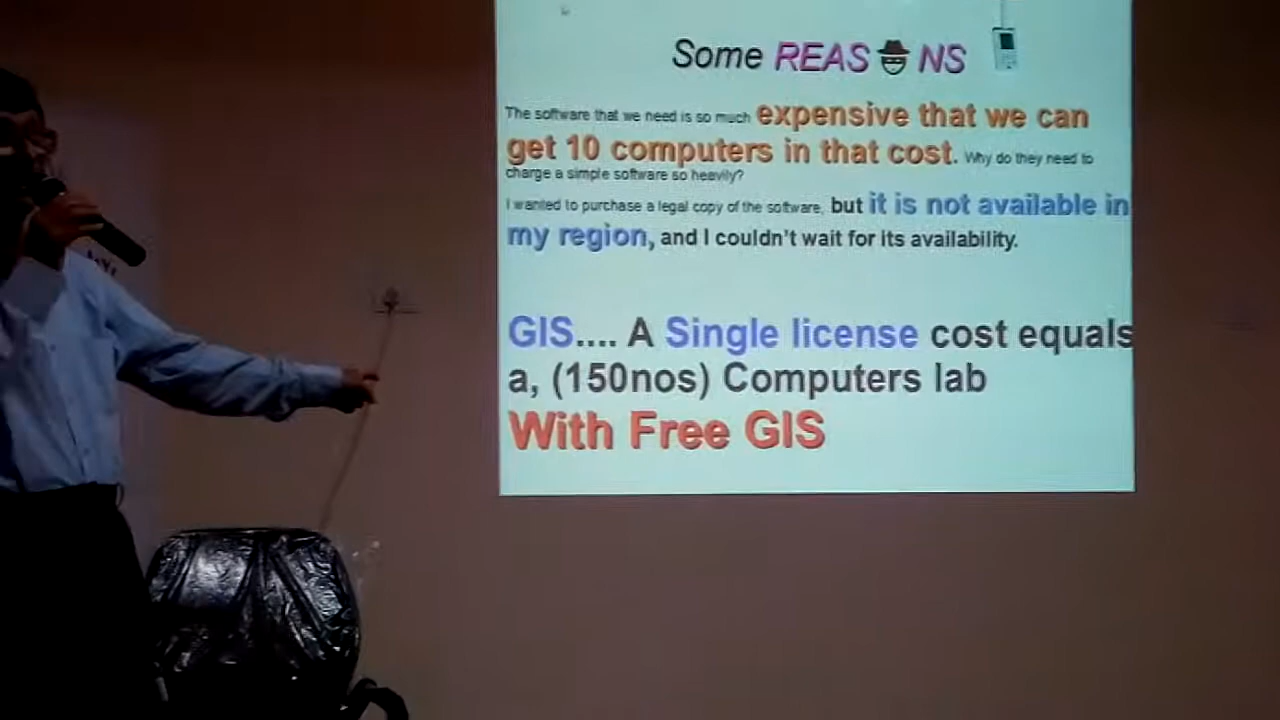 Some REASONS
The software that we need is so much expensive that we can
get 10 computers in that cost. Why do they need to
charge a simple software so heavily?
I wanted to purchase a legal copy of the software, but it is not available in
my region, and I couldn't wait for its availability.
GIS.... A Single license cost equals
a, (150nos) Computers lab
With Free GIS